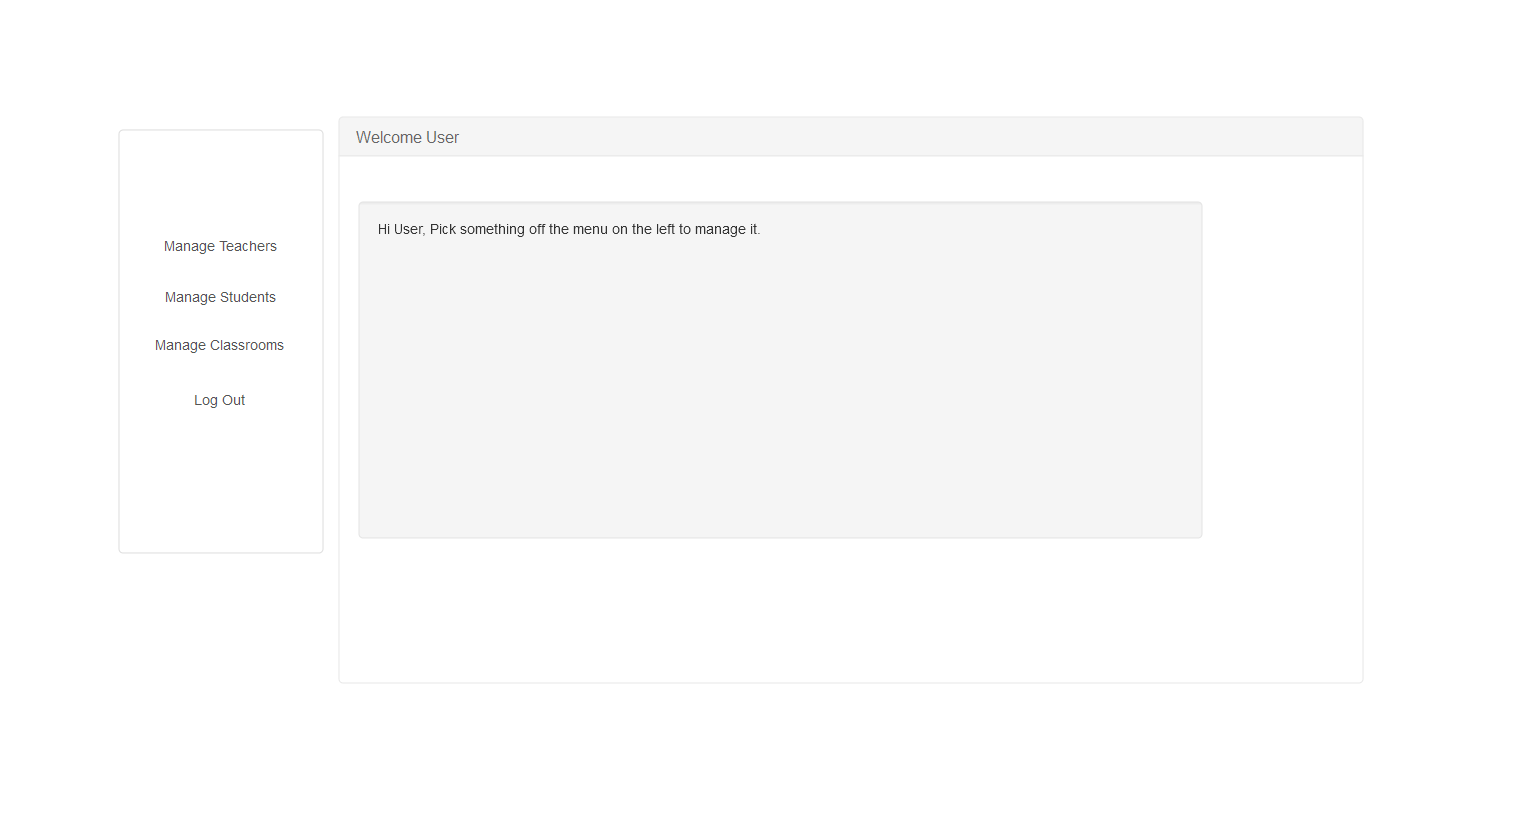 Welcome User
Manage Teachers
Manage Students
Manage Classrooms
Log Out
Hi User, Pick something off the menu on the left to manage it.